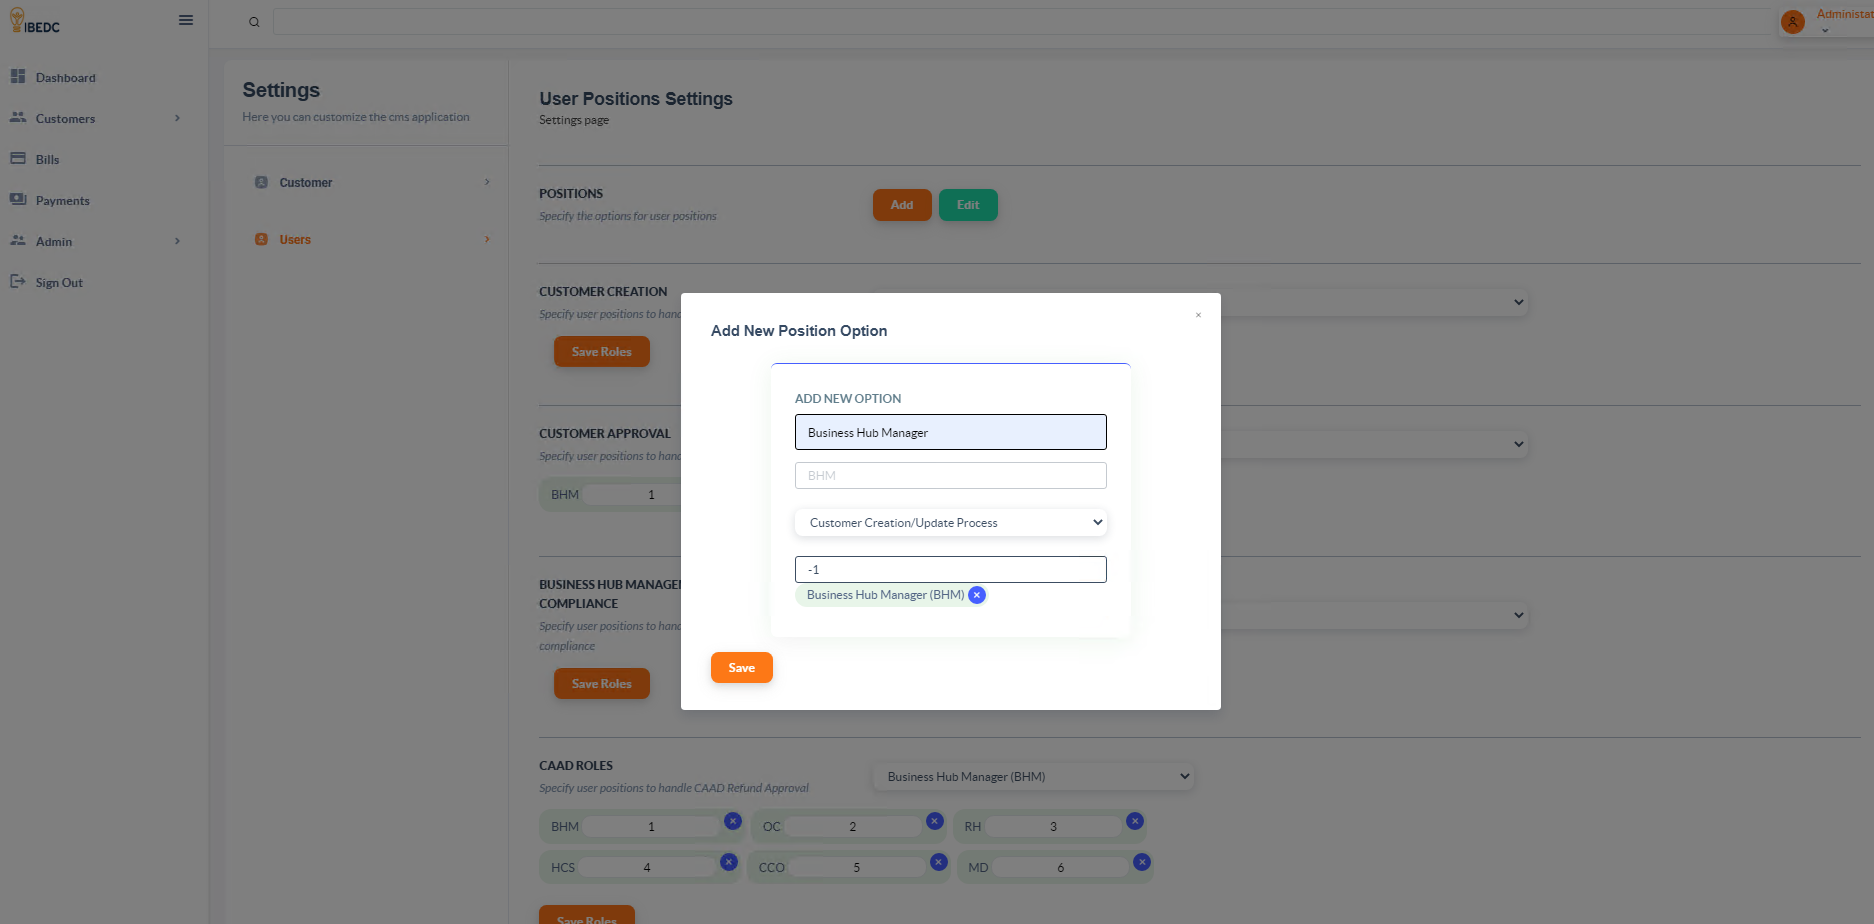 IBEDC
Administat
Dashboard
Customers
Bills
Payments
Admin
Sign Out
Settings
Here you can customize the cms application
Customer
Users
User Positions Settings
Settings page
POSITIONS
Specify the options for user positions
Add
Edit
CUSTOMER CREATION
Specify user positions to hand
Save Roles
CUSTOMER APPROVAL
Specify user positions to hand
BHM 1
BUSINESS HUB MANAGE
COMPLIANCE
Specify user positions to hand
compliance
Save Roles
Add New Position Option
×
ADD NEW OPTION
Business Hub Manager
BHM
Customer Creation/Update Process
-1
Business Hub Manager (BHM) ×
Save
CAAD ROLES
Specify user positions to handle CAAD Refund Approval
Business Hub Manager (BHM)
BHM 1 × OC 2 × RH 3 ×
HCS 4 × CCO 5 × MD 6 ×
Save Roles